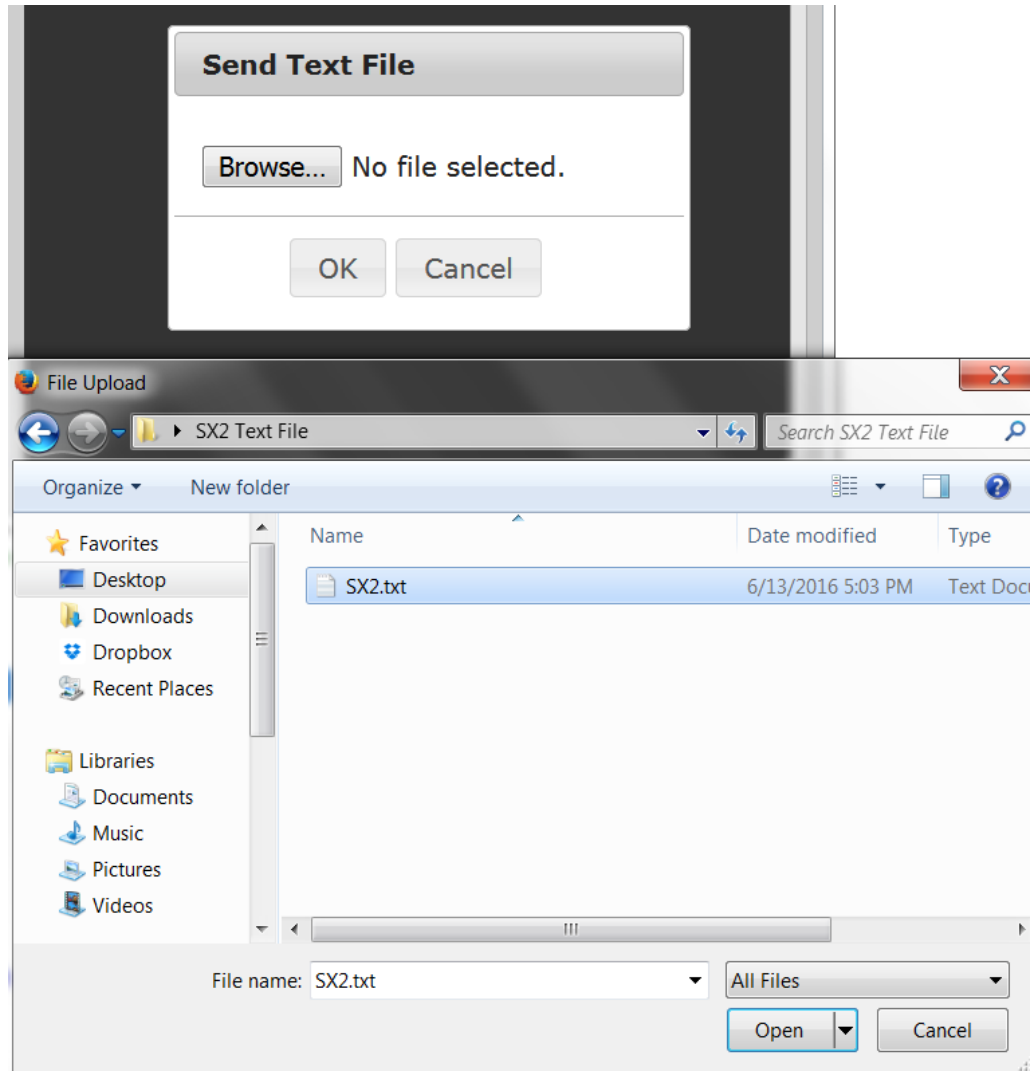 Send Text File
Browse... No file selected.
OK Cancel
File Upload
SX2 Text File Search SX2 Text File
Organize New folder
Name Date modified Type
Favorites
Desktop
SX2.txt 6/13/2016 5:03 PM Text Docu
Downloads
Dropbox
Recent Places
Libraries
Documents
Music
Pictures
Videos
File name: SX2.txt All Files
Open Cancel